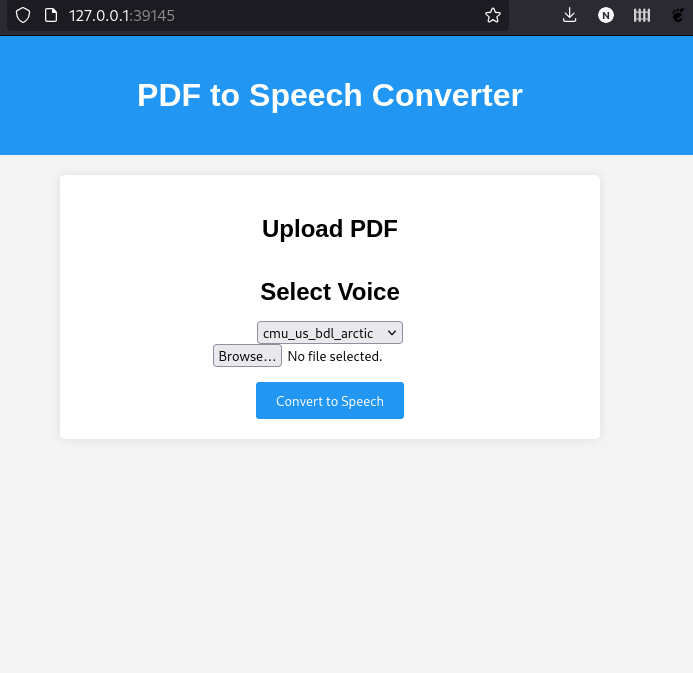 127.0.0.1:39145
N
PDF to Speech Converter
Upload PDF
Select Voice
cmu_us_bdl_arctic
Browse... No file selected.
Convert to Speech